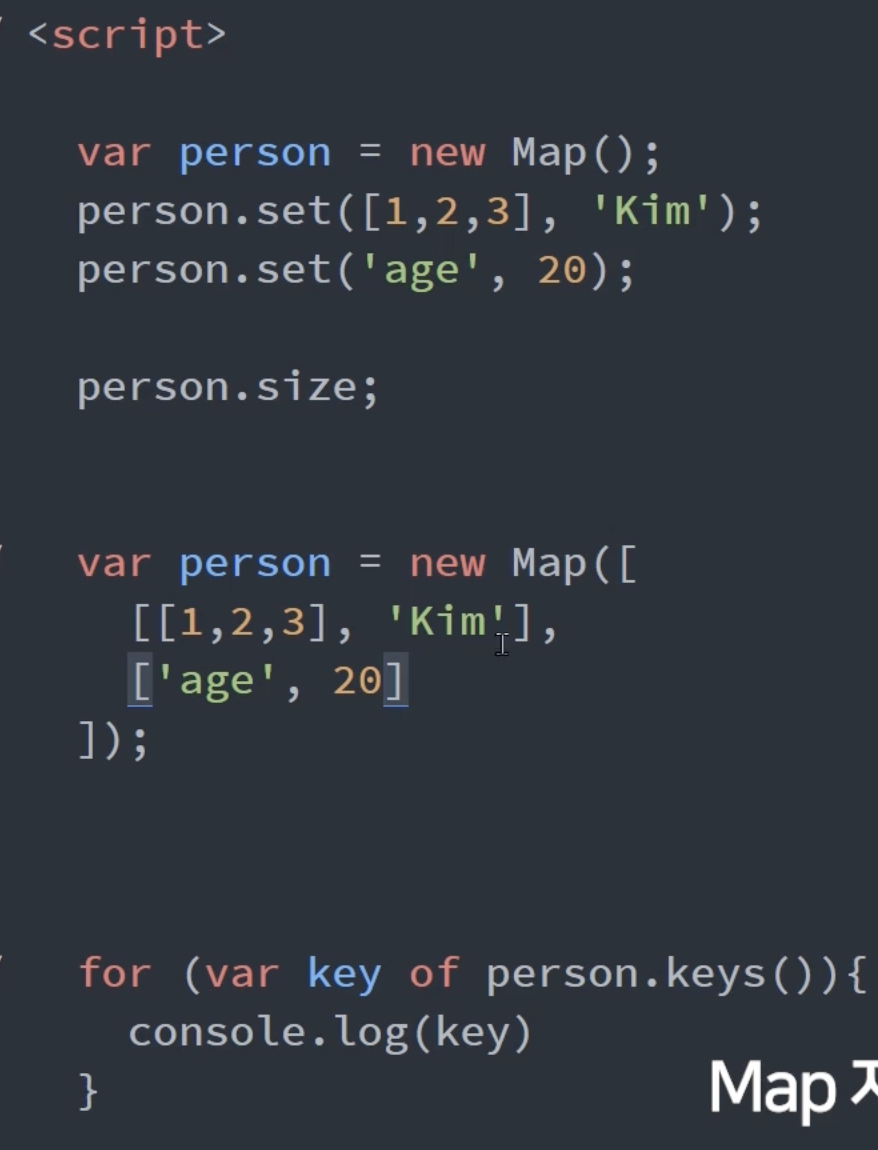 <script>
var person = new Map();
person.set([1,2,3], 'Kim');
person.set('age', 20);
person.size;
var person = new Map([
[[1,2,3], 'Kim'],
['age', 20]
]);
for (var key of person.keys()){
console.log(key)
}
Map